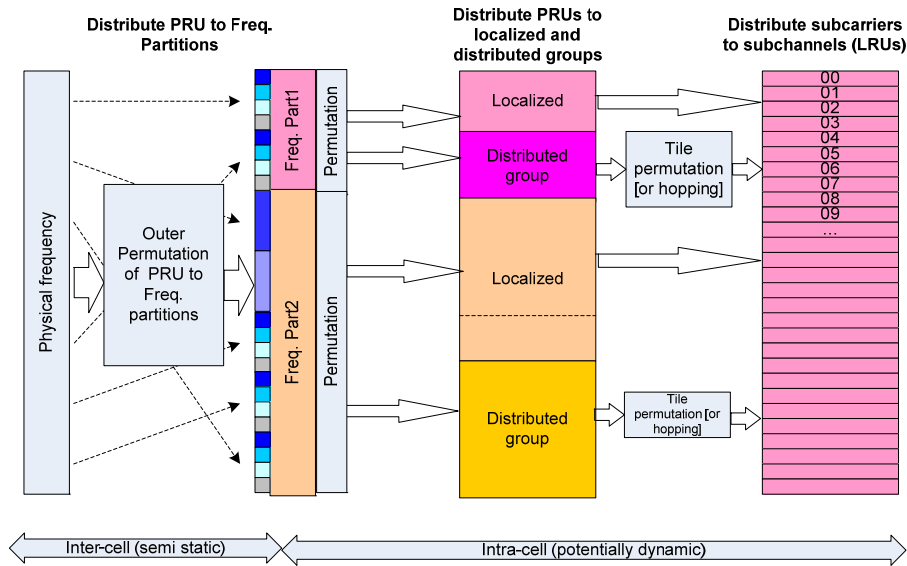 Distribute PRU to Freq.
Partitions
Distribute PRUs to
localized and
distributed groups
Distribute subcarriers
to subchannels (LRUs)
Physical frequency
Outer
Permutation
of PRU to
Freq.
partitions
Freq. Part1
Permutation
Freq. Part2
Permutation
Localized
Distributed
group
Localized
Distributed
group
Tile
permutation
[or hopping]
Tile
permutation [or
hopping]
00
01
02
03
04
05
06
07
08
09
...
Inter-cell (semi static)
Intra-cell (potentially dynamic)